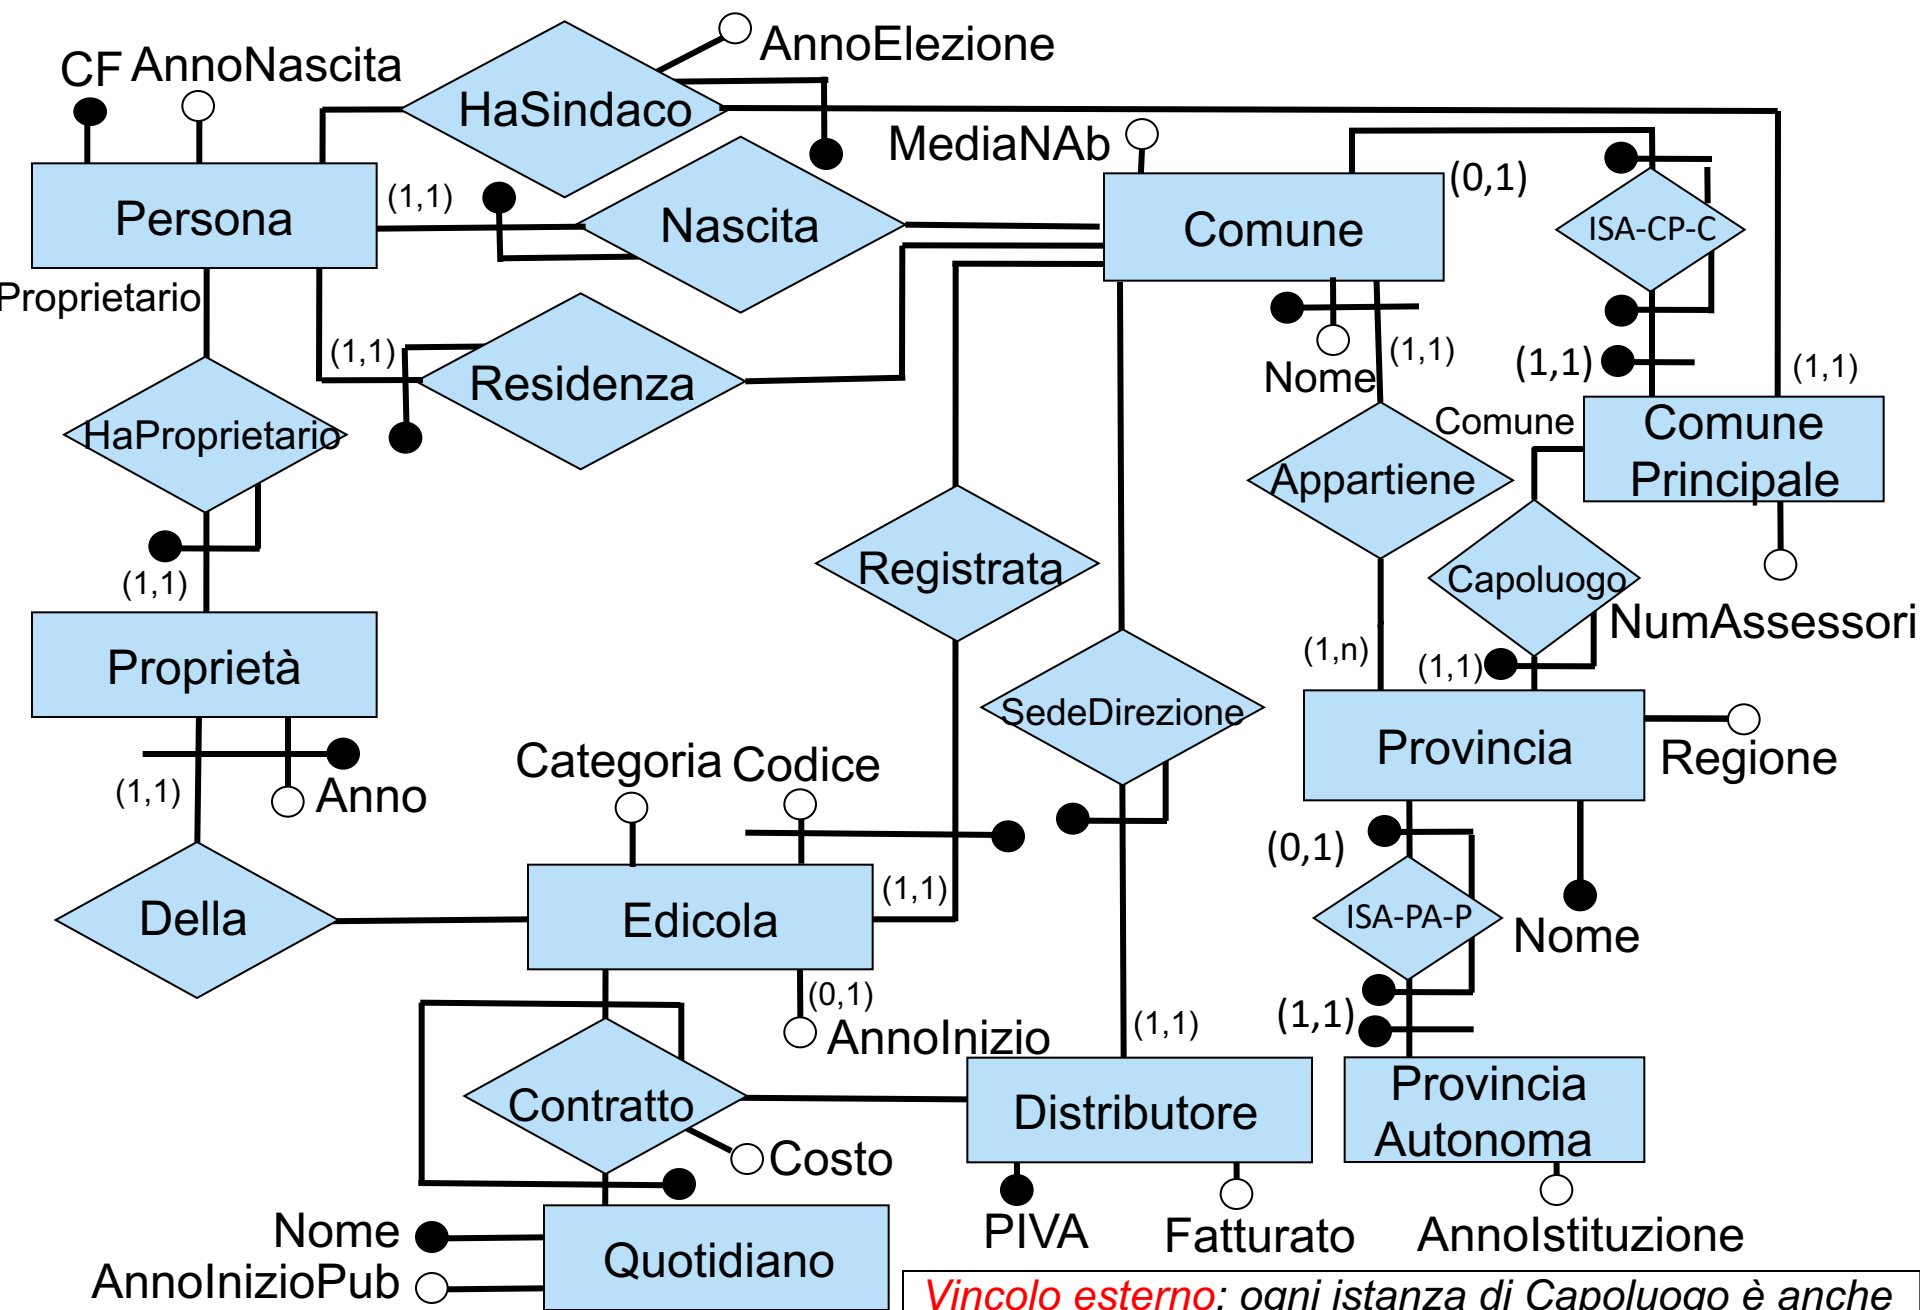 AnnoElezione
CF AnnoNascita
HaSindaco
MediaNAb
(0,1)
Persona
(1,1)
Nascita
Comune
ISA-CP-C
Proprietario
(1,1)
Residenza
Nome
(1,1)
(1,1)
(1,1)
HaProprietario
Comune
Comune
Principale
Appartiene
(1,1)
Registrata
Capoluogo
NumAssessori
Proprietà
(1,n)
(1,1)
SedeDirezione
Provincia
Regione
(1,1)
Anno
Categoria
Codice
(0,1)
Della
Edicola
(1,1)
ISA-PA-P
Nome
(0,1)
AnnoInizio
(1,1)
(1,1)
Contratto
Distributore
Provincia
Autonoma
Costo
Nome
PIVA
Fatturato
AnnoIstituzione
AnnoInizioPub
Quotidiano
Vincolo esterno: ogni istanza di Capoluogo è anche